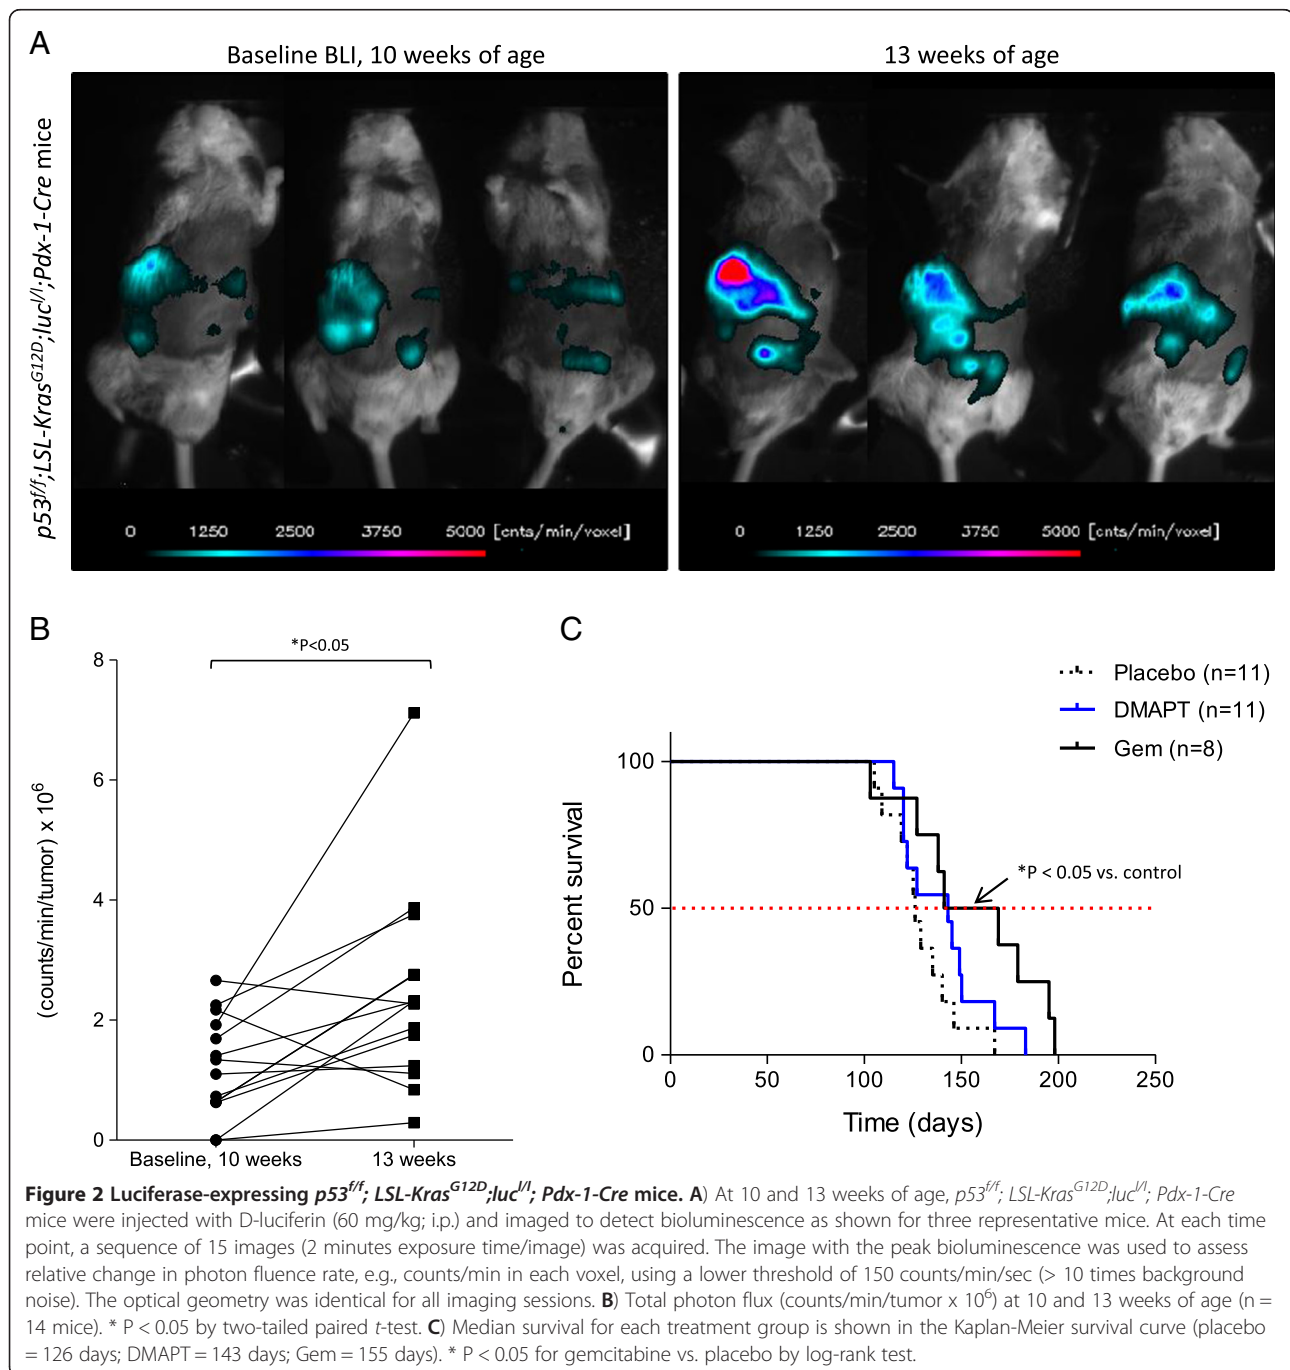 A
Baseline BLI, 10 weeks of age
13 weeks of age
p53f/f;LSL-KrasG12D;lucl/l;Pdx-1-Cre mice
0 1250 2500 3750 5000 [cnts/min/voxel]
0 1250 2500 3750 5000 [cnts/min/voxel]
B
*P<0.05
8
6
4
2
0
(counts/min/tumor) x 10⁶
Baseline, 10 weeks
13 weeks
C
Placebo (n=11)
DMAPT (n=11)
Gem (n=8)
*P < 0.05 vs. control
100
50
0
Percent survival
0 50 100 150 200 250
Time (days)
Figure 2 Luciferase-expressing p53f/f; LSL-KrasG12D;lucl/l; Pdx-1-Cre mice. A) At 10 and 13 weeks of age, p53f/f; LSL-KrasG12D;lucl/l; Pdx-1-Cre
mice were injected with D-luciferin (60 mg/kg; i.p.) and imaged to detect bioluminescence as shown for three representative mice. At each time
point, a sequence of 15 images (2 minutes exposure time/image) was acquired. The image with the peak bioluminescence was used to assess
relative change in photon fluence rate, e.g., counts/min in each voxel, using a lower threshold of 150 counts/min/sec (> 10 times background
noise). The optical geometry was identical for all imaging sessions. B) Total photon flux (counts/min/tumor x 10⁶) at 10 and 13 weeks of age (n =
14 mice). * P < 0.05 by two-tailed paired t-test. C) Median survival for each treatment group is shown in the Kaplan-Meier survival curve (placebo
= 126 days; DMAPT = 143 days; Gem = 155 days). * P < 0.05 for gemcitabine vs. placebo by log-rank test.